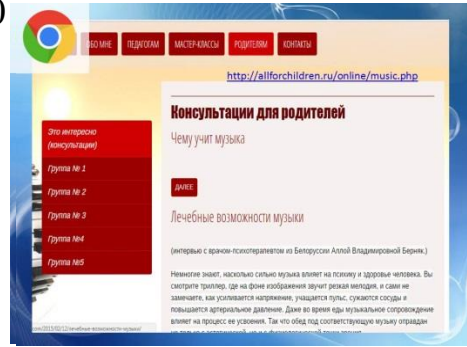 )
ОБО МНЕ ПЕДАГОГАМ МАСТЕР-КЛАССЫ РОДИТЕЛЯМ КОНТАКТЫ
http://allforchildren.ru/online/music.php
Консультации для родителей
Чему учит музыка
Это интересно
(консультации)
Группа № 1
Группа № 2
Группа № 3
Группа №4
Группа №5
ДАЛЕЕ
Лечебные возможности музыки
(интервью с врачом-психотерапевтом из Белоруссии Аллой Владимировной Берняк.)
Немногие знают, насколько сильно музыка влияет на психику и здоровье человека. Вы
смотрите триллер, где на фоне изображения звучит резкая мелодия, и сами не
замечаете, как усиливается напряжение, учащается пульс, сужаются сосуды и
повышается артериальное давление. Даже во время еды музыкальное сопровождение
влияет на процесс ее усвоения. Так что обед под соответствующую музыку оправдан